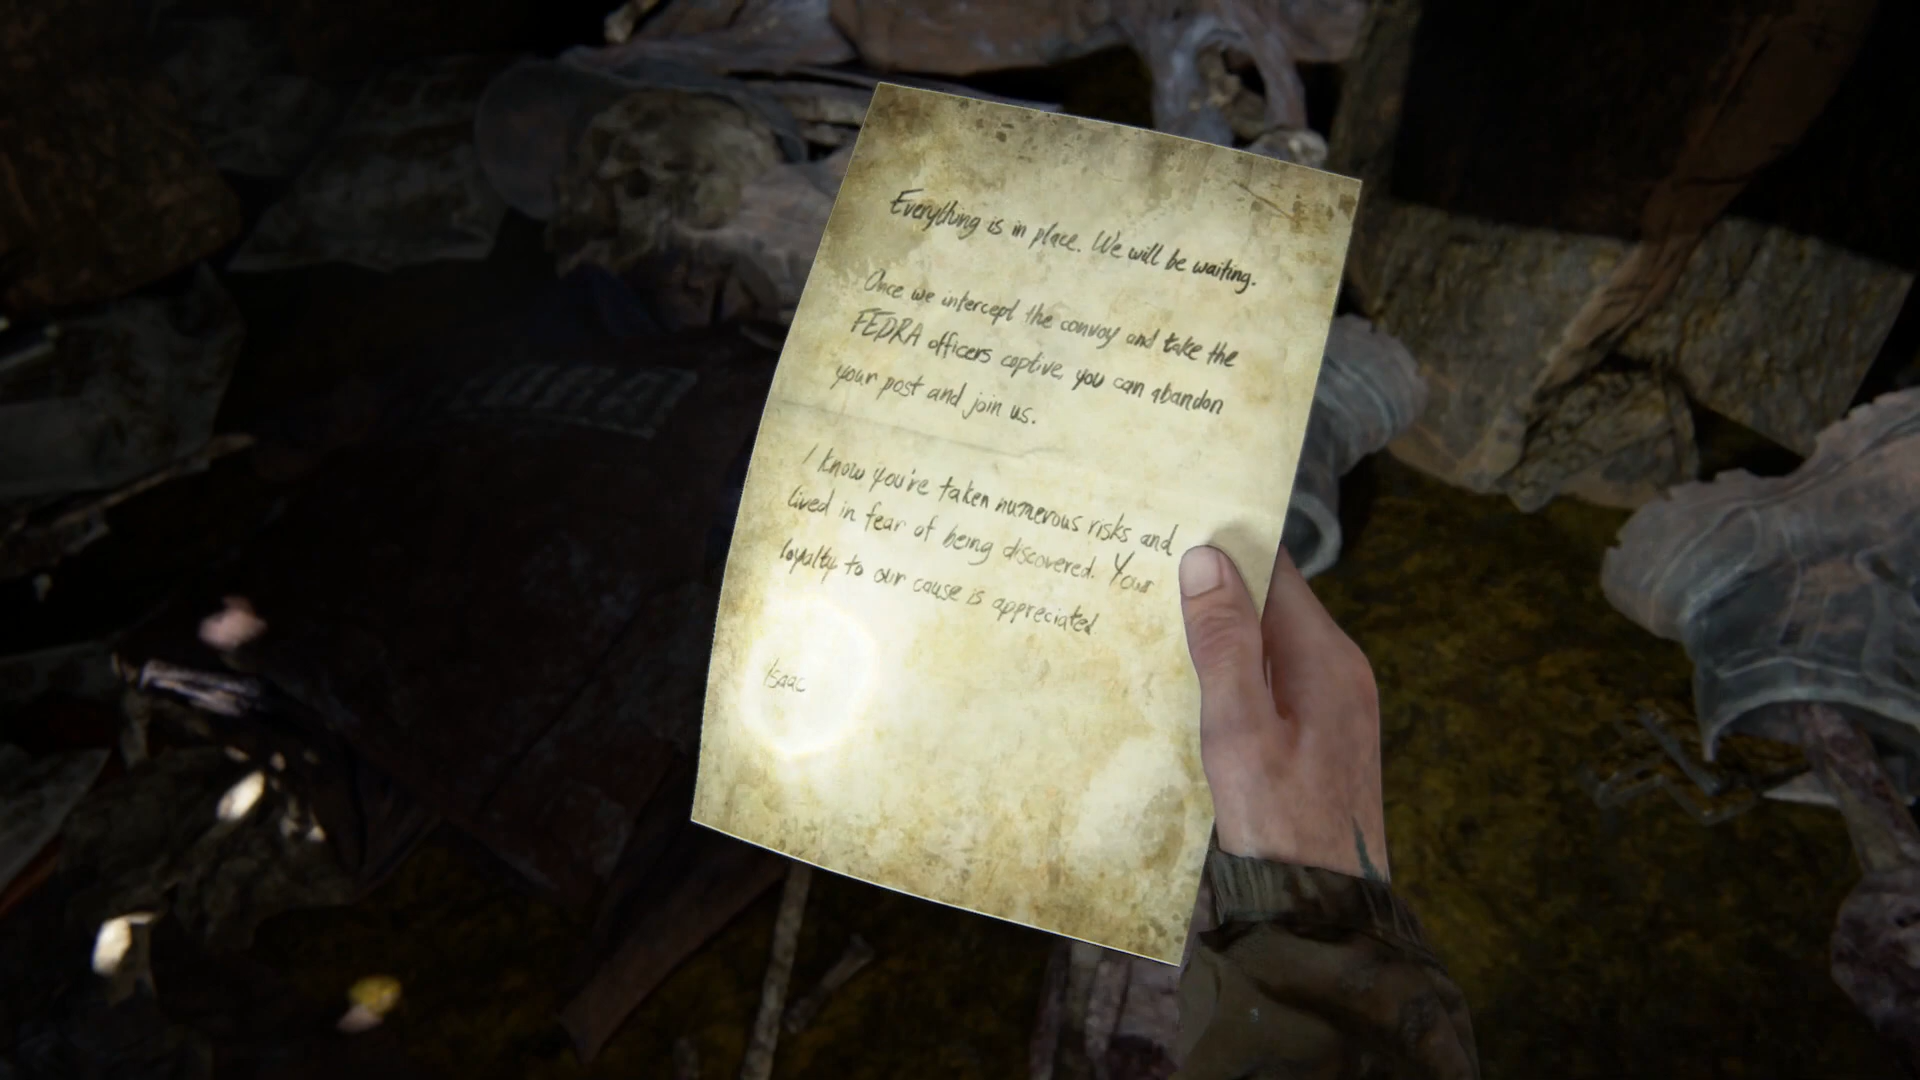 Everything is in place. We will be waiting.
Once we intercept the convoy and take the
FEDRA officers captive, you can abandon
your post and join us.
I know you're taken numerous risks and
lived in fear of being discovered. Your
loyalty to our cause is appreciated.
Isaac